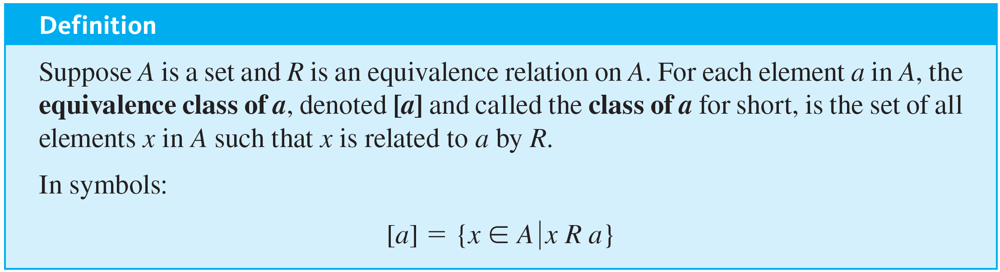 Definition
Suppose A is a set and R is an equivalence relation on A. For each element a in A, the
equivalence class of a, denoted [a] and called the class of a for short, is the set of all
elements x in A such that x is related to a by R.
In symbols:
[a] = {x ∈ A | x R a}